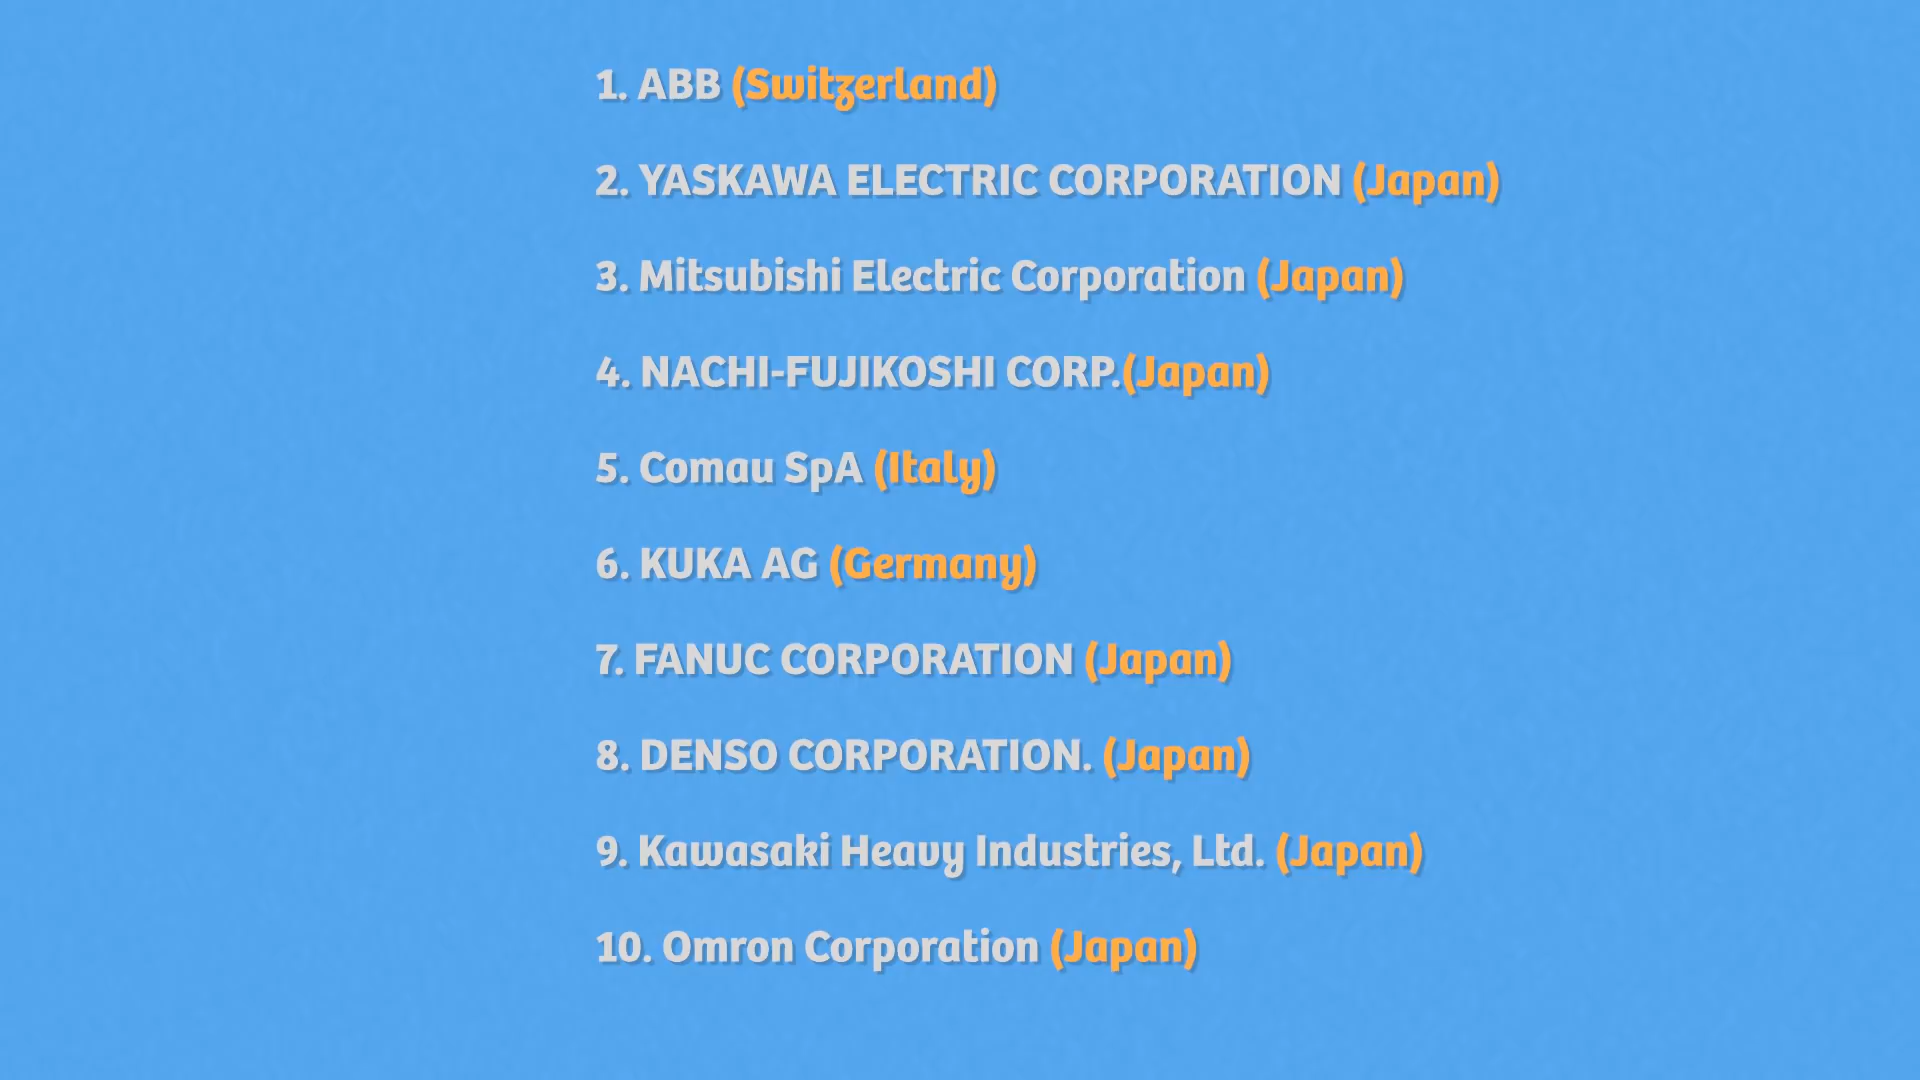 1. ABB (Switzerland)
2. YASKAWA ELECTRIC CORPORATION (Japan)
3. Mitsubishi Electric Corporation (Japan)
4. NACHI-FUJIKOSHI CORP.(Japan)
5. Comau SpA (Italy)
6. KUKA AG (Germany)
7. FANUC CORPORATION (Japan)
8. DENSO CORPORATION. (Japan)
9. Kawasaki Heavy Industries, Ltd. (Japan)
10. Omron Corporation (Japan)